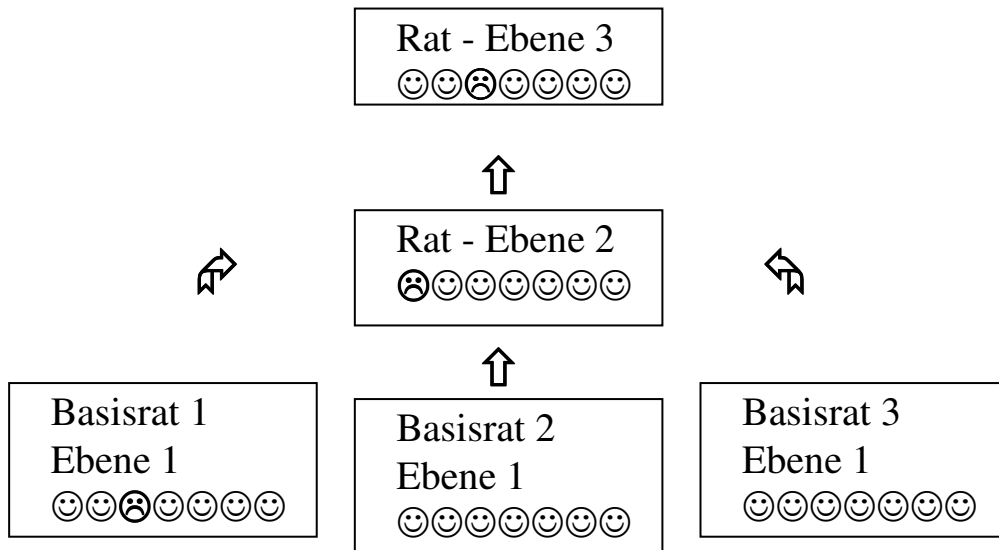 Rat - Ebene 3
☺☺☹☺☺☺☺
Rat - Ebene 2
☹☺☺☺☺☺☺
Basisrat 1
Ebene 1
☺☺☹☺☺☺☺
Basisrat 2
Ebene 1
☺☺☺☺☺☺☺
Basisrat 3
Ebene 1
☺☺☺☺☺☺☺